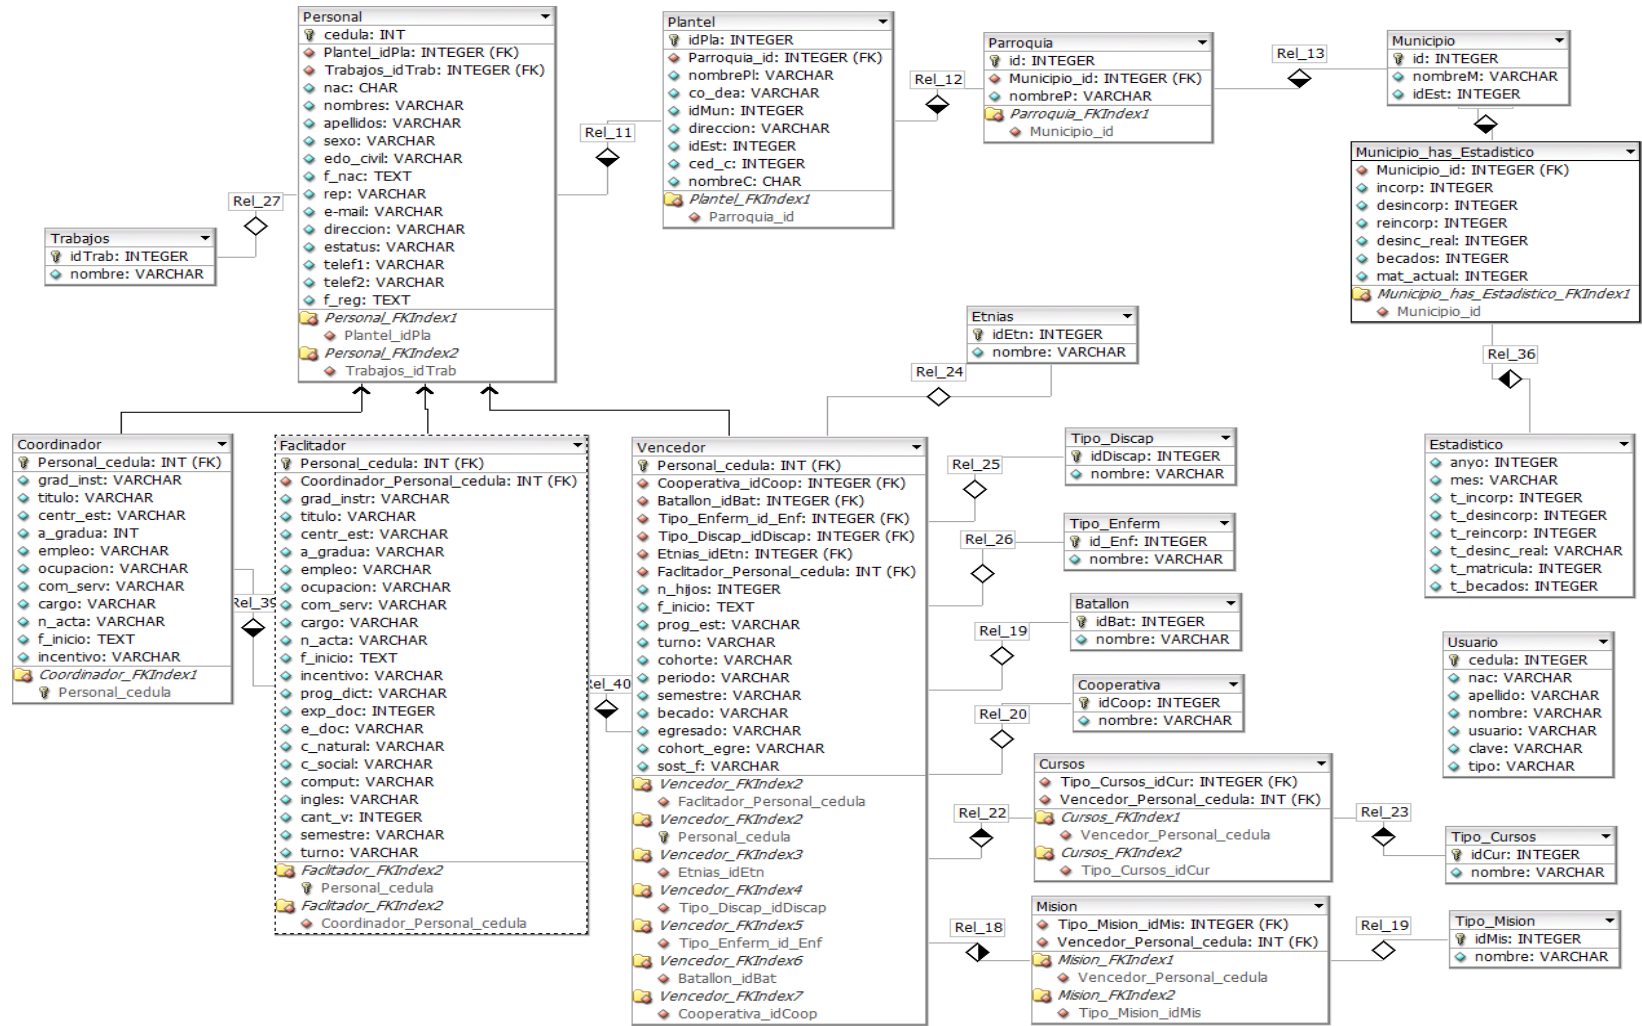 Personal
cedula: INT
Plantel_idPla: INTEGER (FK)
Trabajos_idTrab: INTEGER (FK)
nac: CHAR
nombres: VARCHAR
apellidos: VARCHAR
sexo: VARCHAR
edo_civil: VARCHAR
f_nac: TEXT
rep: VARCHAR
e-mail: VARCHAR
direccion: VARCHAR
estatus: VARCHAR
telef1: VARCHAR
telef2: VARCHAR
f_reg: TEXT
Personal_FKIndex1
Plantel_idPla
Personal_FKIndex2
Trabajos_idTrab
Rel_11
Plantel
idPla: INTEGER
Parroquia_id: INTEGER (FK)
nombrePl: VARCHAR
co_dea: VARCHAR
idMun: INTEGER
direccion: VARCHAR
idEst: INTEGER
ced_c: INTEGER
nombreC: CHAR
Plantel_FKIndex1
Parroquia_id
Rel_12
Parroquia
id: INTEGER
Municipio_id: INTEGER (FK)
nombreP: VARCHAR
Parroquia_FKIndex1
Municipio_id
Rel_13
Municipio
id: INTEGER
nombreM: VARCHAR
idEst: INTEGER
Municipio_has_Estadistico
Municipio_id: INTEGER (FK)
incorp: INTEGER
desincorp: INTEGER
reincorp: INTEGER
desinc_real: INTEGER
becados: INTEGER
mat_actual: INTEGER
Municipio_has_Estadistico_FKIndex1
Municipio_id
Rel_27
Trabajos
idTrab: INTEGER
nombre: VARCHAR
Etnias
idEtn: INTEGER
nombre: VARCHAR
Rel_24
Rel_36
Coordinador
Personal_cedula: INT (FK)
grad_inst: VARCHAR
titulo: VARCHAR
centr_est: VARCHAR
a_gradua: INT
empleo: VARCHAR
ocupacion: VARCHAR
com_serv: VARCHAR
cargo: VARCHAR
n_acta: VARCHAR
f_inicio: TEXT
incentivo: VARCHAR
Coordinador_FKIndex1
Personal_cedula
Rel_39
Faclitador
Personal_cedula: INT (FK)
Coordinador_Personal_cedula: INT (FK)
grad_instr: VARCHAR
titulo: VARCHAR
centr_est: VARCHAR
a_gradua: VARCHAR
empleo: VARCHAR
ocupacion: VARCHAR
com_serv: VARCHAR
cargo: VARCHAR
n_acta: VARCHAR
f_inicio: TEXT
incentivo: VARCHAR
prog_dict: VARCHAR
exp_doc: INTEGER
e_doc: VARCHAR
c_natural: VARCHAR
c_social: VARCHAR
comput: VARCHAR
ingles: VARCHAR
cant_v: INTEGER
semestre: VARCHAR
turno: VARCHAR
Faclitador_FKIndex2
Personal_cedula
Faclitador_FKIndex2
Coordinador_Personal_cedula
Rel_40
Vencedor
Personal_cedula: INT (FK)
Cooperativa_idCoop: INTEGER (FK)
Batallon_idBat: INTEGER (FK)
Tipo_Enferm_id_Enf: INTEGER (FK)
Tipo_Discap_idDiscap: INTEGER (FK)
Etnias_idEtn: INTEGER (FK)
Faclitador_Personal_cedula: INT (FK)
n_hijos: INTEGER
f_inicio: TEXT
prog_est: VARCHAR
turno: VARCHAR
cohorte: VARCHAR
periodo: VARCHAR
semestre: VARCHAR
becado: VARCHAR
egresado: VARCHAR
cohort_egre: VARCHAR
sost_f: VARCHAR
Vencedor_FKIndex2
Faclitador_Personal_cedula
Vencedor_FKIndex2
Personal_cedula
Vencedor_FKIndex3
Etnias_idEtn
Vencedor_FKIndex4
Tipo_Discap_idDiscap
Vencedor_FKIndex5
Tipo_Enferm_id_Enf
Vencedor_FKIndex6
Batallon_idBat
Vencedor_FKIndex7
Cooperativa_idCoop
Rel_25
Tipo_Discap
idDiscap: INTEGER
nombre: VARCHAR
Rel_26
Tipo_Enferm
id_Enf: INTEGER
nombre: VARCHAR
Rel_19
Batallon
idBat: INTEGER
nombre: VARCHAR
Rel_20
Cooperativa
idCoop: INTEGER
nombre: VARCHAR
Rel_22
Cursos
Tipo_Cursos_idCur: INTEGER (FK)
Vencedor_Personal_cedula: INT (FK)
Cursos_FKIndex1
Vencedor_Personal_cedula
Cursos_FKIndex2
Tipo_Cursos_idCur
Rel_18
Mision
Tipo_Mision_idMis: INTEGER (FK)
Vencedor_Personal_cedula: INT (FK)
Mision_FKIndex1
Vencedor_Personal_cedula
Mision_FKIndex2
Tipo_Mision_idMis
Estadistico
anyo: INTEGER
mes: VARCHAR
t_incorp: INTEGER
t_desincorp: INTEGER
t_reincorp: INTEGER
t_desinc_real: VARCHAR
t_matricula: INTEGER
t_becados: INTEGER
Usuario
cedula: INTEGER
nac: VARCHAR
apellido: VARCHAR
nombre: VARCHAR
usuario: VARCHAR
clave: VARCHAR
tipo: VARCHAR
Rel_23
Tipo_Cursos
idCur: INTEGER
nombre: VARCHAR
Rel_19
Tipo_Mision
idMis: INTEGER
nombre: VARCHAR